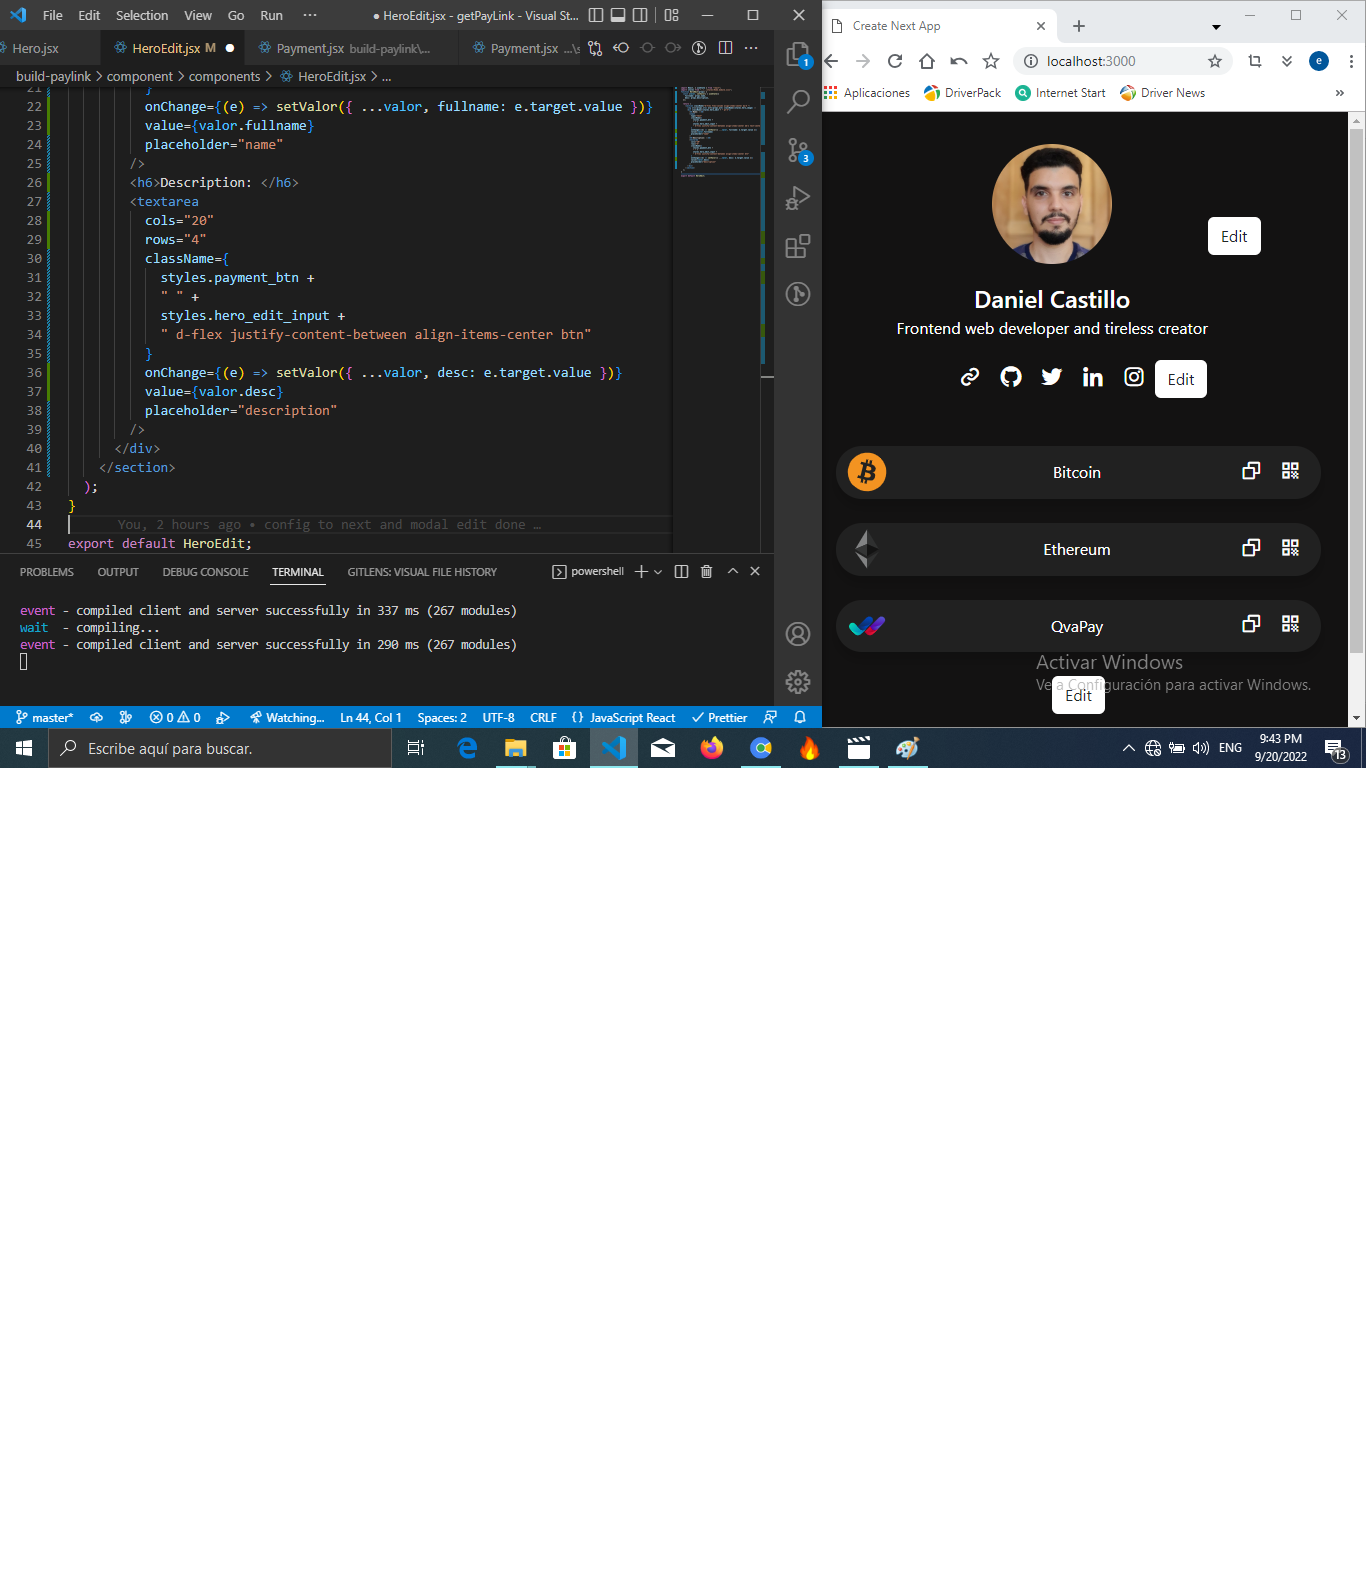 File Edit Selection View Go Run ··· ● HeroEdit.jsx - getPayLink - Visual St...
Hero.jsx HeroEdit.jsx M ● Payment.jsx build-paylink\... Payment.jsx ...\s
build-paylink > component > components > HeroEdit.jsx > ...
21 }
22 onChange={(e) => setValor({ ...valor, fullname: e.target.value })}
23 value={valor.fullname}
24 placeholder="name"
25 />
26 <h6>Description: </h6>
27 <textarea
28 cols="20"
29 rows="4"
30 className={
31 styles.payment_btn +
32 " " +
33 styles.hero_edit_input +
34 " d-flex justify-content-between align-items-center btn"
35 }
36 onChange={(e) => setValor({ ...valor, desc: e.target.value })}
37 value={valor.desc}
38 placeholder="description"
39 />
40 </div>
41 </section>
42 );
43 }
44 You, 2 hours ago • config to next and modal edit done …
45 export default HeroEdit;
PROBLEMS OUTPUT DEBUG CONSOLE TERMINAL GITLENS: VISUAL FILE HISTORY powershell
event - compiled client and server successfully in 337 ms (267 modules)
wait - compiling...
event - compiled client and server successfully in 290 ms (267 modules)
1
3
master* 0 0 Watching... Ln 44, Col 1 Spaces: 2 UTF-8 CRLF {} JavaScript React Prettier
Create Next App
localhost:3000
e
Aplicaciones DriverPack Internet Start Driver News »
Edit
Daniel Castillo
Frontend web developer and tireless creator
Edit
Bitcoin
Ethereum
QvaPay
Activar Windows
Ve a Configuración para activar Windows.
Edit
Escribe aquí para buscar.
ENG
9:43 PM
9/20/2022
13